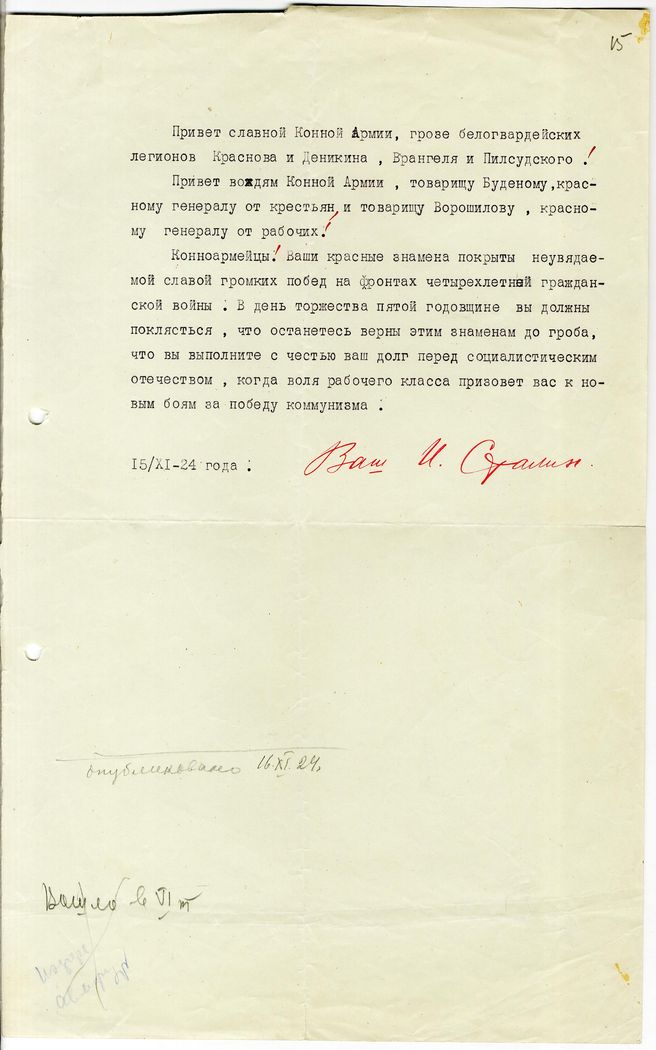 15
Привет славной Конной Армии, грозе белогвардейских
легионов Краснова и Деникина , Врангеля и Пилсудского !
Привет вождям Конной Армии , товарищу Буденому,крас-
ному генералу от крестьян, и товарищу Ворошилову , красно-
му генералу от рабочих!
Конноармейцы! Ваши красные знамена покрыты неувядае-
мой славой громких побед на фронтах четырехлетней граждан-
ской войны . В день торжества пятой годовщине вы должны
поклясться , что останетесь верны этим знаменам до гроба,
что вы выполните с честью ваш долг перед социалистическим
отечеством , когда воля рабочего класса призовет вас к но-
вым боям за победу коммунизма .
15/XI-24 года .
Ваш И. Сталин.
опубликовано 16.XI.24.
Вошло в VI т